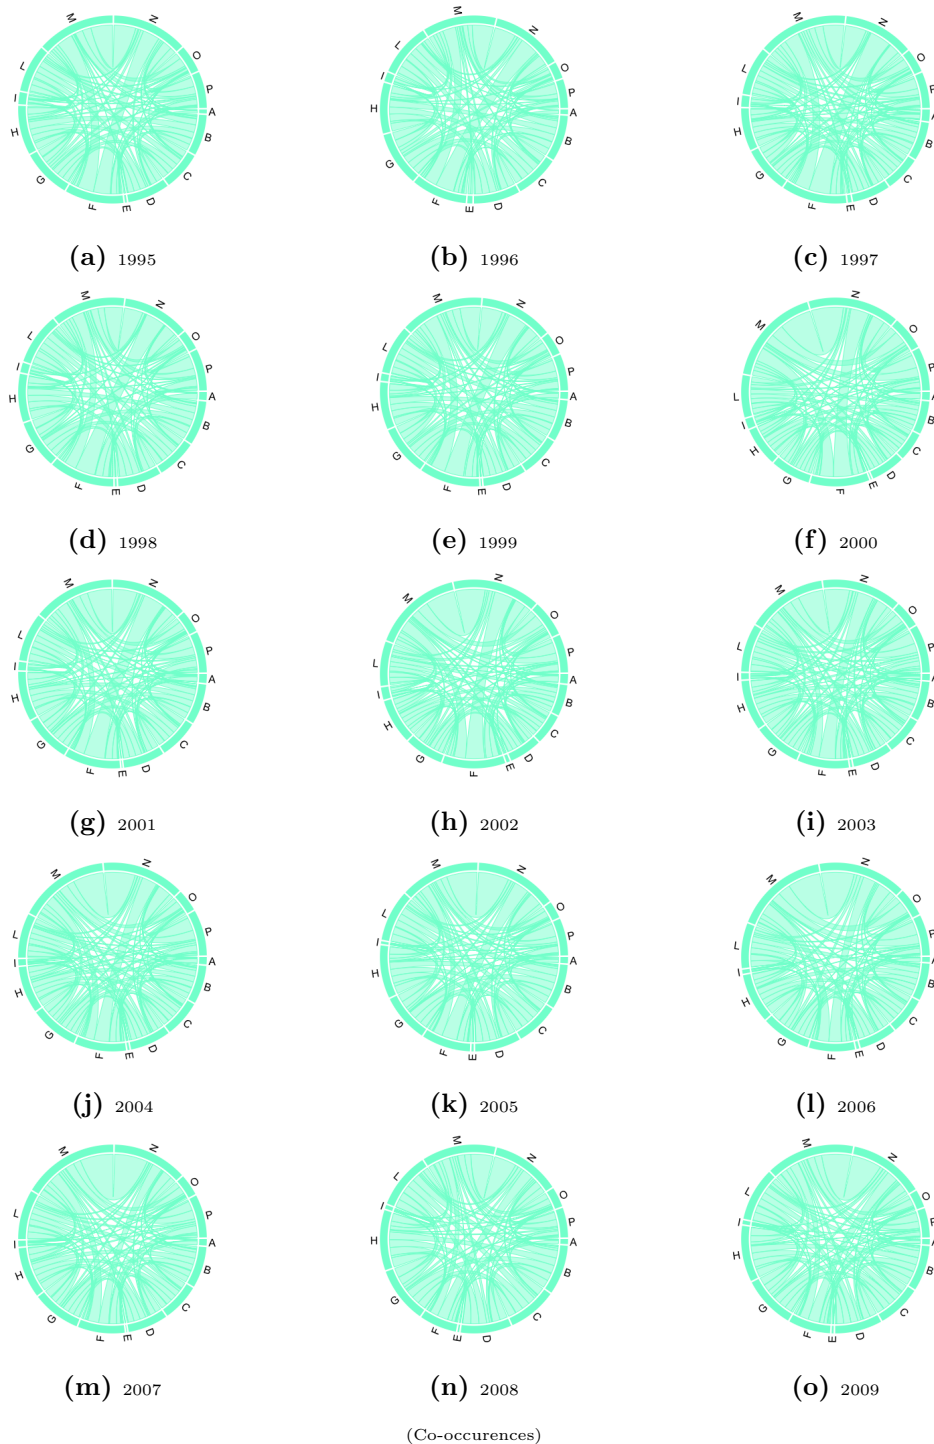 M N O P A B C D E F G H I L
(a) 1995
M N O P A B C D E F G H I L
(b) 1996
M N O P A B C D E F G H I L
(c) 1997
M N O P A B C D E F G H I L
(d) 1998
M N O P A B C D E F G H I L
(e) 1999
M N O P A B C D E F G H I L
(f) 2000
M N O P A B C D E F G H I L
(g) 2001
M N O P A B C D E F G H I L
(h) 2002
M N O P A B C D E F G H I L
(i) 2003
M N O P A B C D E F G H I L
(j) 2004
M N O P A B C D E F G H I L
(k) 2005
M N O P A B C D E F G H I L
(l) 2006
M N O P A B C D E F G H I L
(m) 2007
M N O P A B C D E F G H I L
(n) 2008
M N O P A B C D E F G H I L
(o) 2009
(Co-occurences)